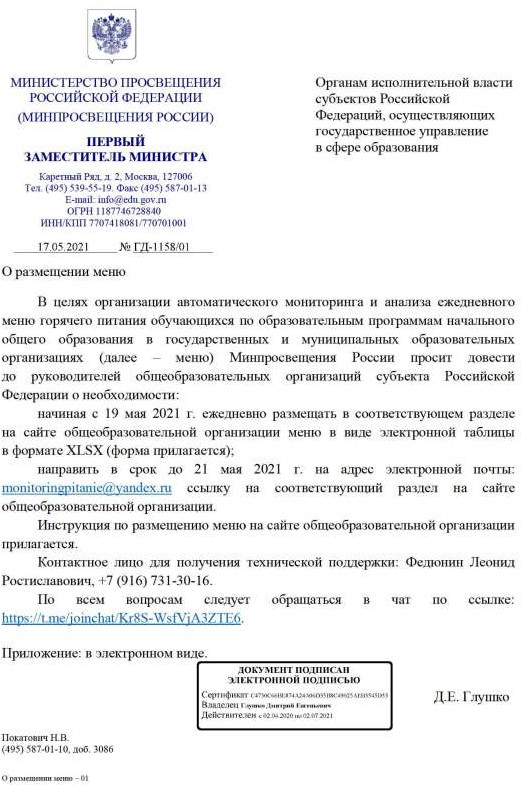 МИНИСТЕРСТВО ПРОСВЕЩЕНИЯ
РОССИЙСКОЙ ФЕДЕРАЦИИ
(МИНПРОСВЕЩЕНИЯ РОССИИ)
ПЕРВЫЙ
ЗАМЕСТИТЕЛЬ МИНИСТРА
Каретный Ряд, д. 2, Москва, 127006
Тел. (495) 539-55-19. Факс (495) 587-01-13
E-mail: info@edu.gov.ru
ОГРН 1187746728840
ИНН/КПП 7707418081/770701001
17.05.2021 № ГД-1158/01
Органам исполнительной власти
субъектов Российской
Федераций, осуществляющих
государственное управление
в сфере образования
О размещении меню
В целях организации автоматического мониторинга и анализа ежедневного
меню горячего питания обучающихся по образовательным программам начального
общего образования в государственных и муниципальных образовательных
организациях (далее – меню) Минпросвещения России просит довести
до руководителей общеобразовательных организаций субъекта Российской
Федерации о необходимости:
начиная с 19 мая 2021 г. ежедневно размещать в соответствующем разделе
на сайте общеобразовательной организации меню в виде электронной таблицы
в формате XLSX (форма прилагается);
направить в срок до 21 мая 2021 г. на адрес электронной почты:
monitoringpitanie@yandex.ru ссылку на соответствующий раздел на сайте
общеобразовательной организации.
Инструкция по размещению меню на сайте общеобразовательной организации
прилагается.
Контактное лицо для получения технической поддержки: Федюнин Леонид
Ростиславович, +7 (916) 731-30-16.
По всем вопросам следует обращаться в чат по ссылке:
https://t.me/joinchat/Kr8S-WsfVjA3ZTE6.
Приложение: в электронном виде.
ДОКУМЕНТ ПОДПИСАН
ЭЛЕКТРОННОЙ ПОДПИСЬЮ
Сертификат
Владелец Глушко Дмитрий Евгеньевич
Действителен с 02.04.2020 по 02.07.2021
Д.Е. Глушко
Покатович Н.В.
(495) 587-01-10, доб. 3086
О размещении меню – 01